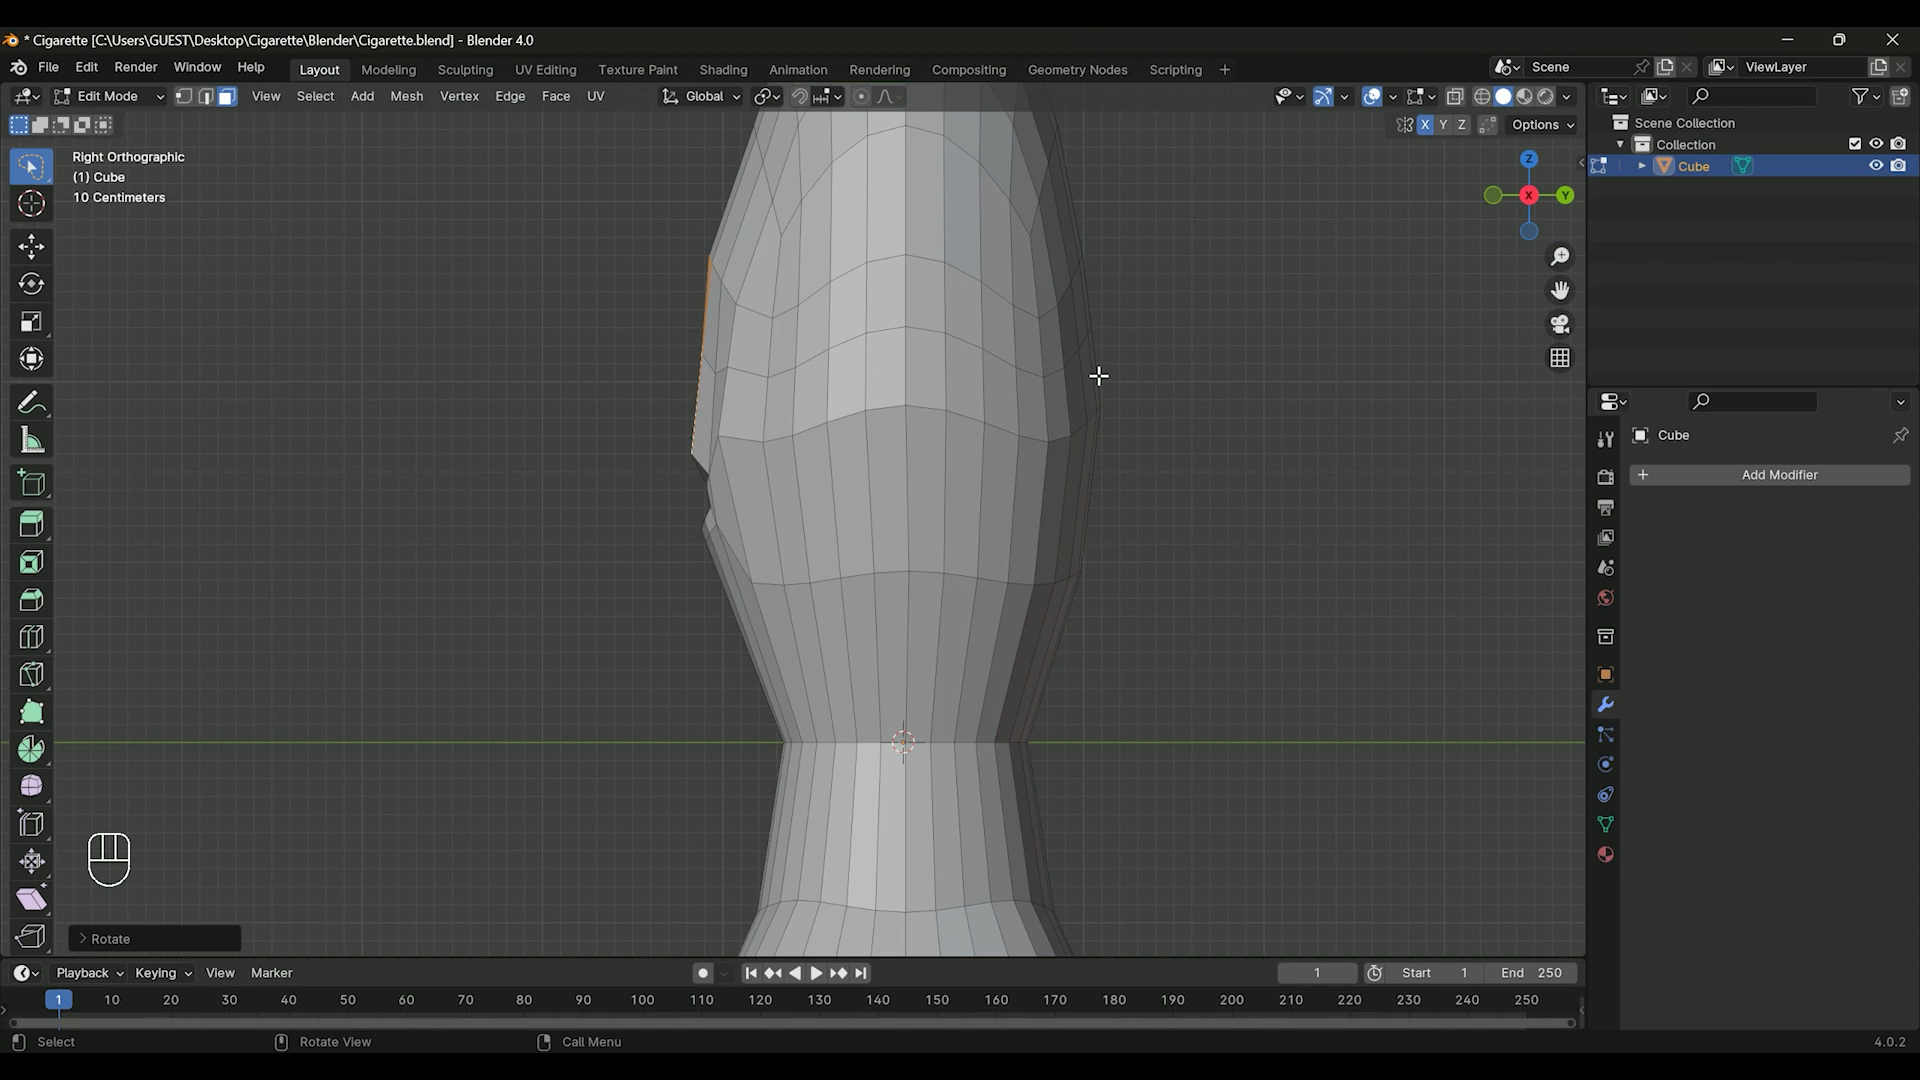 * Cigarette [C:\Users\GUEST\Desktop\Cigarette\Blender\Cigarette.blend] - Blender 4.0
File Edit Render Window Help Layout Modeling Sculpting UV Editing Texture Paint Shading Animation Rendering Compositing Geometry Nodes Scripting + Scene ViewLayer
Edit Mode View Select Add Mesh Vertex Edge Face UV Global
X Y Z Options
Scene Collection
Collection
Cube
Right Orthographic
(1) Cube
10 Centimeters
Z
X
Y
Cube
+ Add Modifier
> Rotate
Playback Keying View Marker 1 Start 1 End 250
1 10 20 30 40 50 60 70 80 90 100 110 120 130 140 150 160 170 180 190 200 210 220 230 240 250
Select Rotate View Call Menu 4.0.2